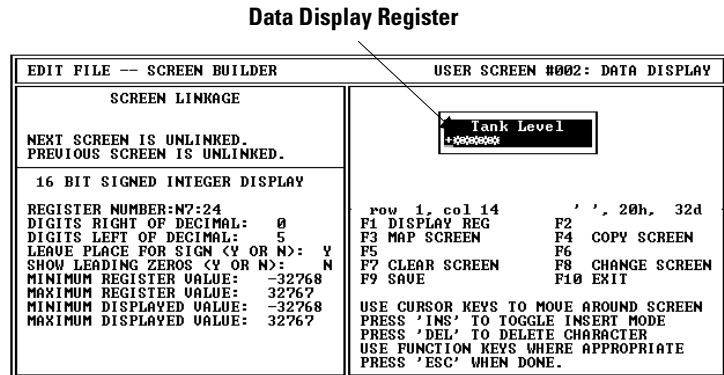 Data Display Register
EDIT FILE -- SCREEN BUILDER
USER SCREEN #002: DATA DISPLAY
SCREEN LINKAGE
NEXT SCREEN IS UNLINKED.
PREVIOUS SCREEN IS UNLINKED.
16 BIT SIGNED INTEGER DISPLAY
REGISTER NUMBER:N7:24
DIGITS RIGHT OF DECIMAL: 0
DIGITS LEFT OF DECIMAL: 5
LEAVE PLACE FOR SIGN (Y OR N): Y
SHOW LEADING ZEROS (Y OR N): N
MINIMUM REGISTER VALUE: -32768
MAXIMUM REGISTER VALUE: 32767
MINIMUM DISPLAYED VALUE: -32768
MAXIMUM DISPLAYED VALUE: 32767
Tank Level
row 1, col 14 ' ', 20h, 32d
F1 DISPLAY REG F2
F3 MAP SCREEN F4 COPY SCREEN
F5 F6
F7 CLEAR SCREEN F8 CHANGE SCREEN
F9 SAVE F10 EXIT
USE CURSOR KEYS TO MOVE AROUND SCREEN
PRESS 'INS' TO TOGGLE INSERT MODE
PRESS 'DEL' TO DELETE CHARACTER
USE FUNCTION KEYS WHERE APPROPRIATE
PRESS 'ESC' WHEN DONE.